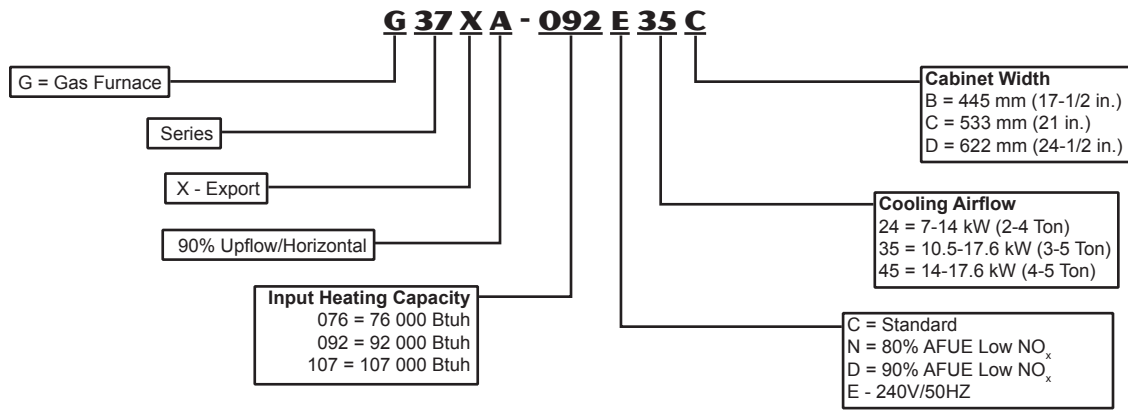 G 37 X A - 092 E 35 C
G = Gas Furnace
Series
X - Export
90% Upflow/Horizontal
Input Heating Capacity
076 = 76 000 Btuh
092 = 92 000 Btuh
107 = 107 000 Btuh
Cabinet Width
B = 445 mm (17-1/2 in.)
C = 533 mm (21 in.)
D = 622 mm (24-1/2 in.)
Cooling Airflow
24 = 7-14 kW (2-4 Ton)
35 = 10.5-17.6 kW (3-5 Ton)
45 = 14-17.6 kW (4-5 Ton)
C = Standard
N = 80% AFUE Low NOx
D = 90% AFUE Low NOx
E - 240V/50HZ